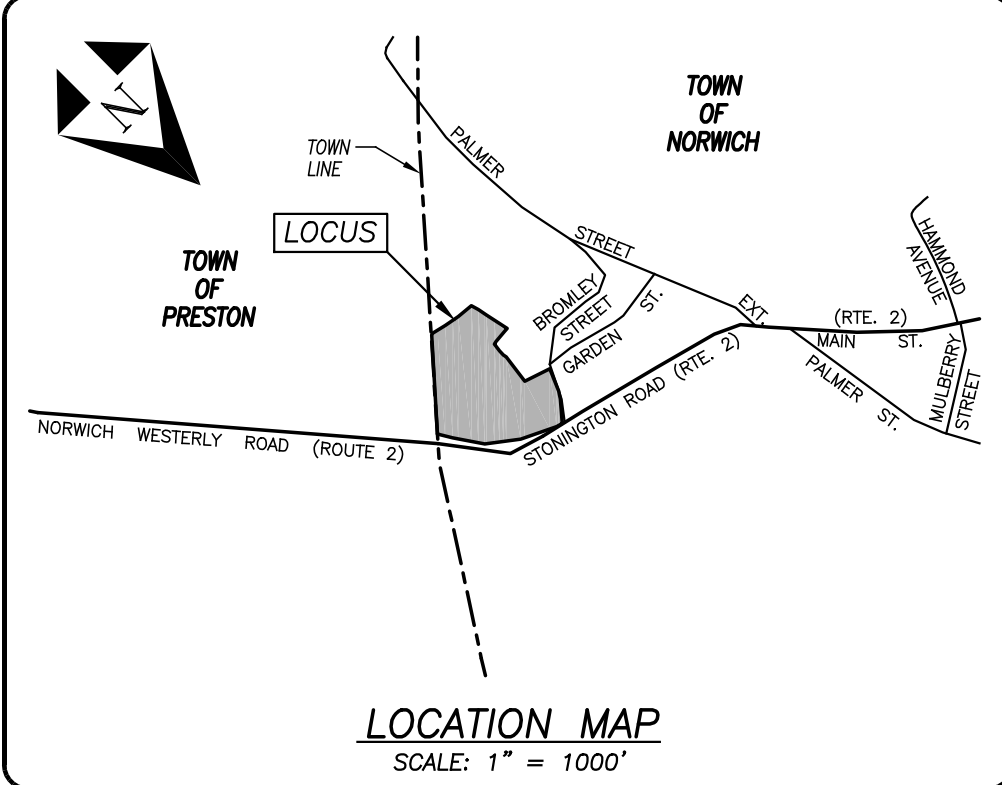 N
TOWN
OF
NORWICH
TOWN
LINE
PALMER
STREET
EXT.
LOCUS
TOWN
OF
PRESTON
HAMMOND
AVENUE
BROMLEY
STREET
GARDEN ST.
(RTE. 2)
MAIN ST.
PALMER ST.
MULBERRY
STREET
STONINGTON ROAD (RTE. 2)
NORWICH WESTERLY ROAD (ROUTE 2)
LOCATION MAP
SCALE: 1" = 1000'